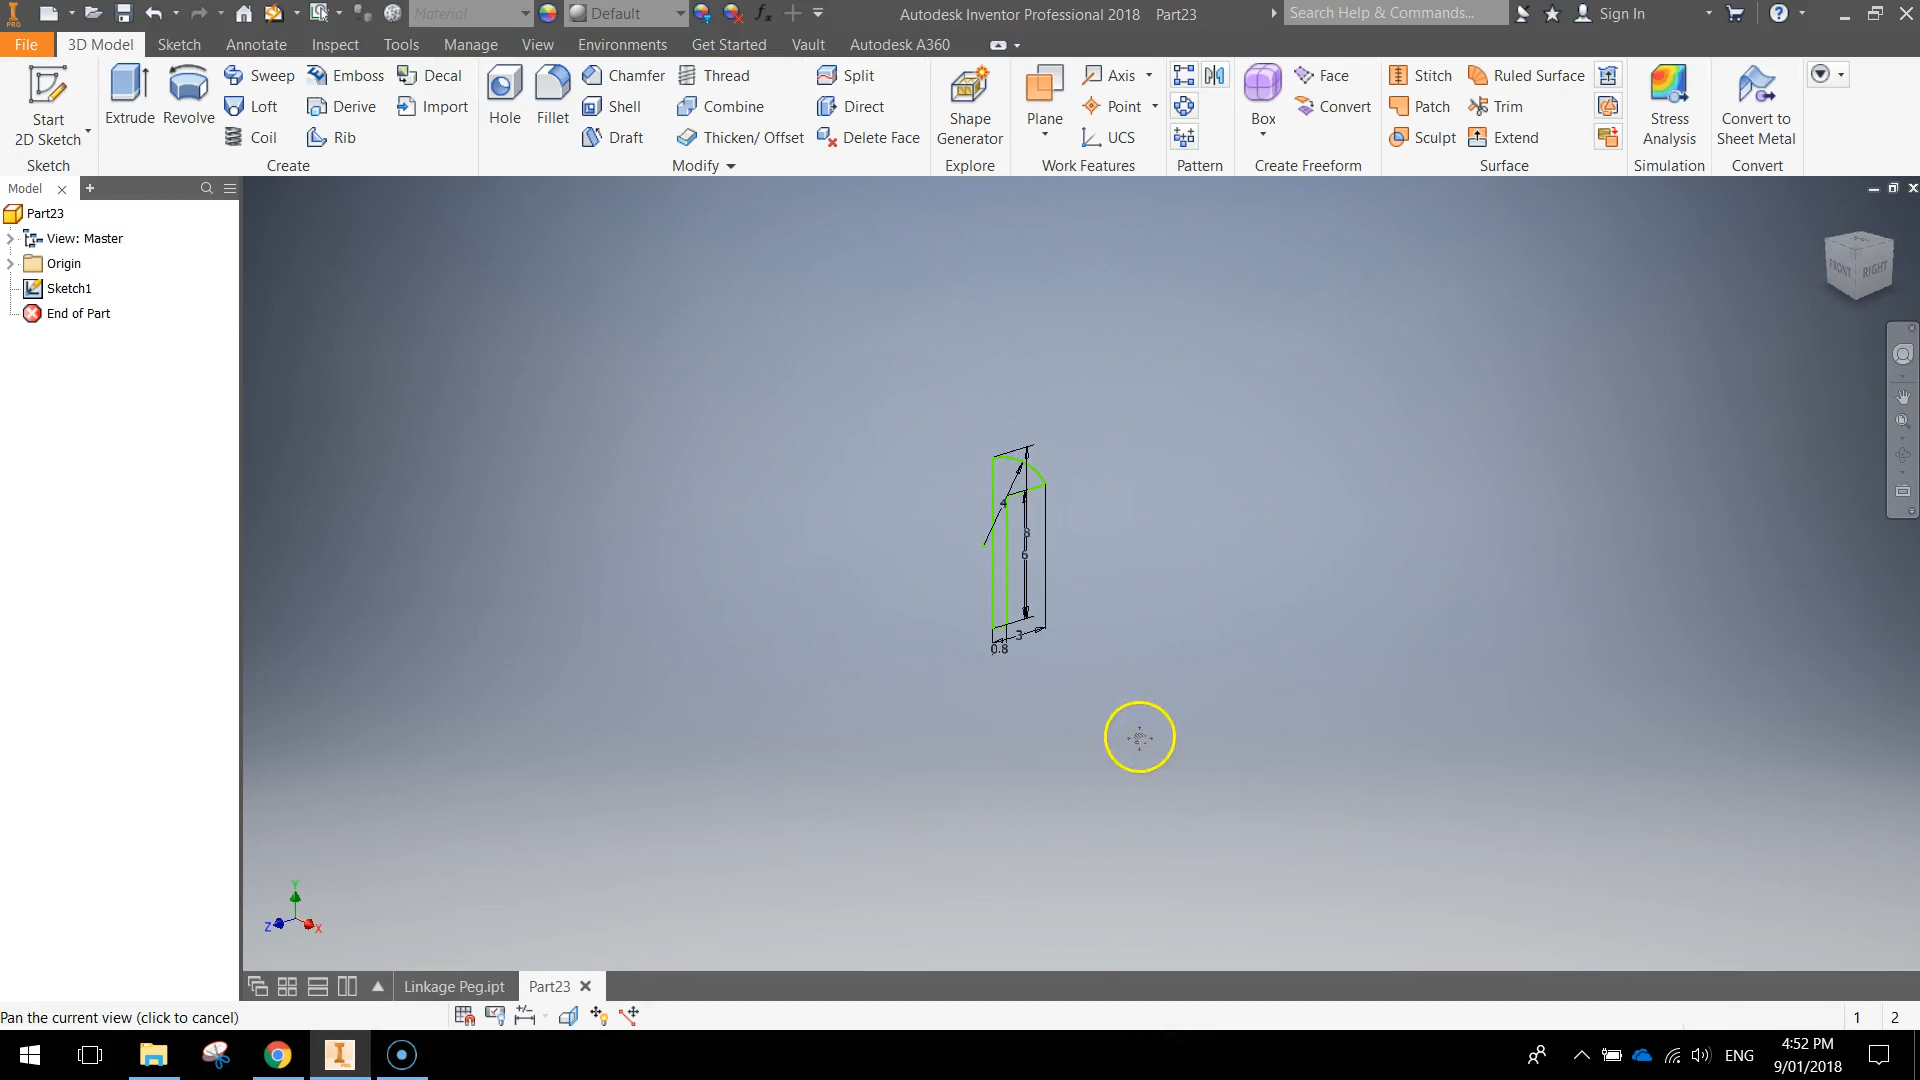 PRO
Material
Default
fx
Autodesk Inventor Professional 2018 Part23
Search Help & Commands...
Sign In
File
3D Model
Sketch
Annotate
Inspect
Tools
Manage
View
Environments
Get Started
Vault
Autodesk A360
Start
2D Sketch
Extrude
Revolve
Sweep
Emboss
Decal
Loft
Derive
Import
Coil
Rib
Hole
Fillet
Chamfer
Thread
Split
Shell
Combine
Direct
Draft
Thicken/ Offset
Delete Face
Shape
Generator
Plane
Axis
Point
UCS
Box
Face
Convert
Stitch
Ruled Surface
Patch
Trim
Sculpt
Extend
Stress
Analysis
Convert to
Sheet Metal
Sketch
Create
Modify
Explore
Work Features
Pattern
Create Freeform
Surface
Simulation
Convert
Model
Part23
View: Master
Origin
Sketch1
End of Part
FRONT
RIGHT
4
8
6
3
0.8
Y
Z
X
Linkage Peg.ipt
Part23
Pan the current view (click to cancel)
1
2
ENG
4:52 PM
9/01/2018